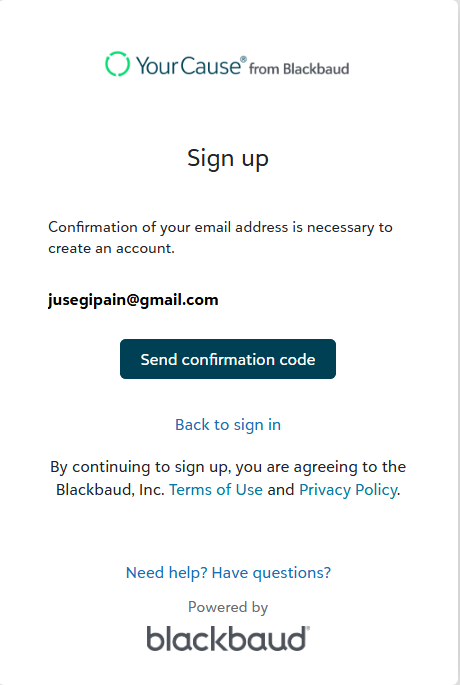 YourCause® from Blackbaud
Sign up
Confirmation of your email address is necessary to
create an account.
jusegipain@gmail.com
Send confirmation code
Back to sign in
By continuing to sign up, you are agreeing to the
Blackbaud, Inc. Terms of Use and Privacy Policy.
Need help? Have questions?
Powered by
blackbaud®